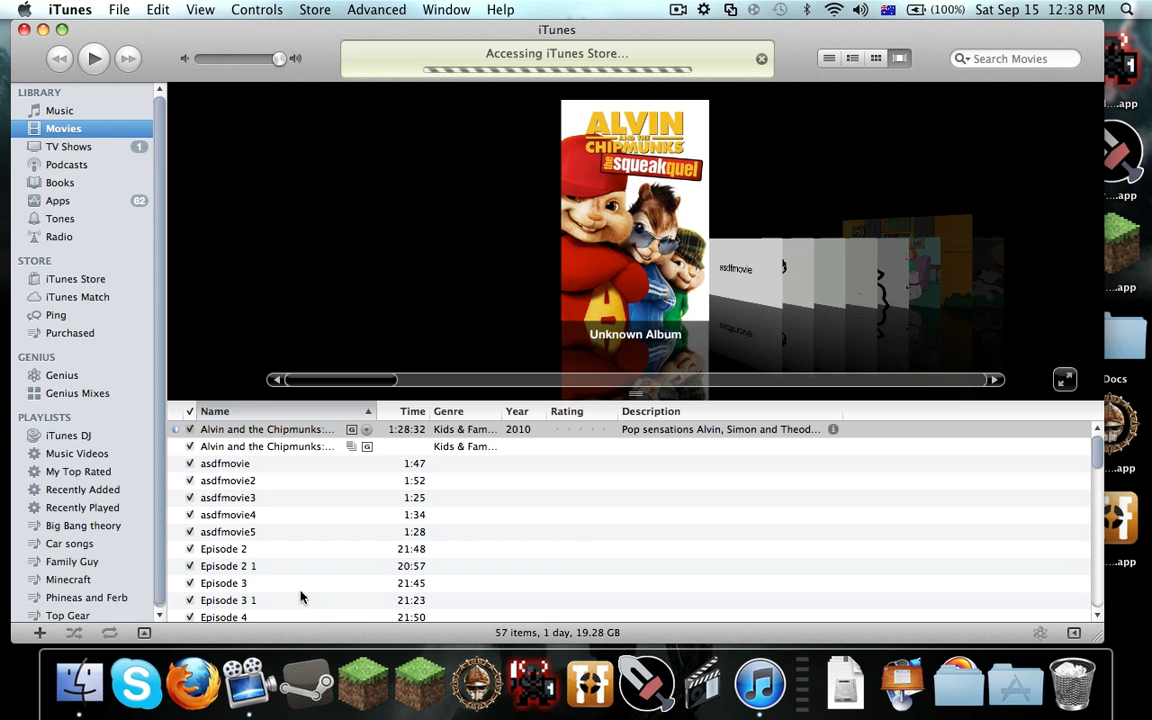 iTunes File Edit View Controls Store Advanced Window Help (100%) Sat Sep 15 12:38 PM
iTunes
Accessing iTunes Store...
Search Movies
LIBRARY
Music
Movies
TV Shows 1
Podcasts
Books
Apps 62
Tones
Radio
STORE
iTunes Store
iTunes Match
Ping
Purchased
GENIUS
Genius
Genius Mixes
PLAYLISTS
iTunes DJ
Music Videos
My Top Rated
Recently Added
Recently Played
Big Bang theory
Car songs
Family Guy
Minecraft
Phineas and Ferb
Top Gear
ALVIN
AND THE
CHIPMUNKS
the squeakquel
asdfmovie
Unknown Album
Name Time Genre Year Rating Description
Alvin and the Chipmunks:... G 1:28:32 Kids & Fam... 2010 Pop sensations Alvin, Simon and Theod...
Alvin and the Chipmunks:... G Kids & Fam...
asdfmovie 1:47
asdfmovie2 1:52
asdfmovie3 1:25
asdfmovie4 1:34
asdfmovie5 1:28
Episode 2 21:48
Episode 2 1 20:57
Episode 3 21:45
Episode 3 1 21:23
Episode 4 21:50
57 items, 1 day, 19.28 GB
....app
....app
....app
Docs
....app
....app